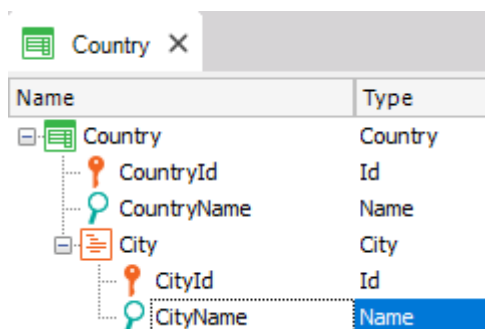 Country
Name Type
Country Country
CountryId Id
CountryName Name
City City
CityId Id
CityName Name